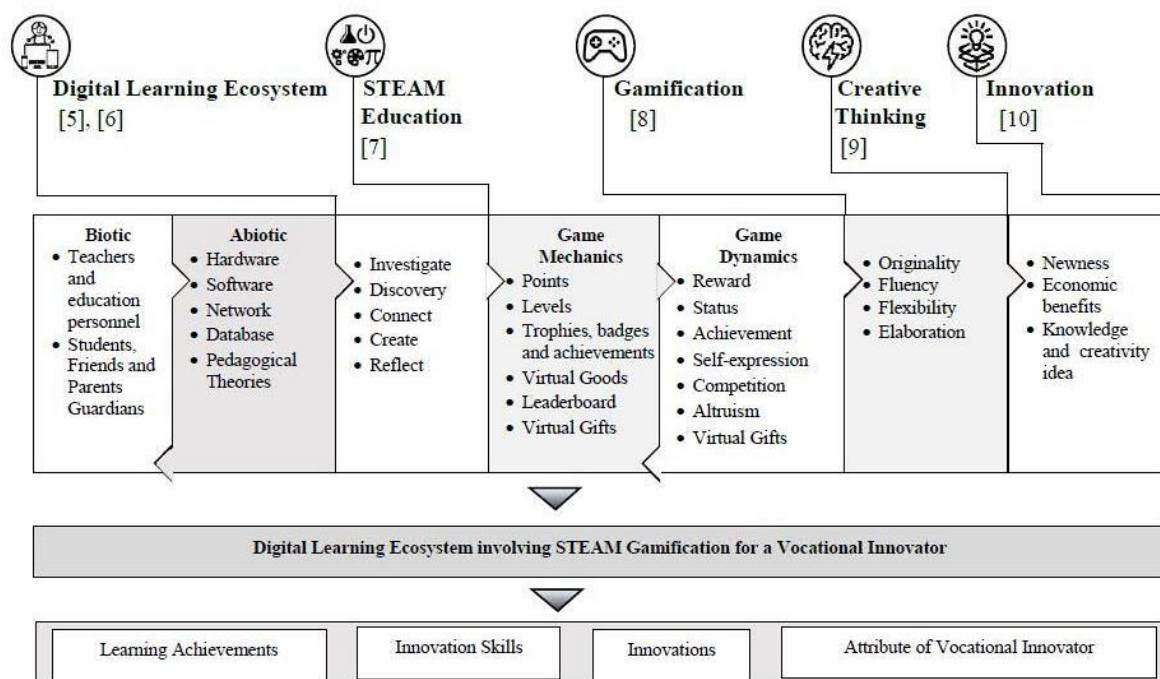 Digital Learning Ecosystem
[5], [6]
STEAM
Education
[7]
Gamification
[8]
Creative
Thinking
[9]
Innovation
[10]
Biotic
• Teachers
and
education
personnel
• Students,
Friends and
Parents
Guardians
Abiotic
• Hardware
• Software
• Network
• Database
• Pedagogical
Theories
• Investigate
• Discovery
• Connect
• Create
• Reflect
Game
Mechanics
• Points
• Levels
• Trophies, badges
and achievements
• Virtual Goods
• Leaderboard
• Virtual Gifts
Game
Dynamics
• Reward
• Status
• Achievement
• Self-expression
• Competition
• Altruism
• Virtual Gifts
• Originality
• Fluency
• Flexibility
• Elaboration
• Newness
• Economic
benefits
• Knowledge
and creativity
idea
Digital Learning Ecosystem involving STEAM Gamification for a Vocational Innovator
Learning Achievements
Innovation Skills
Innovations
Attribute of Vocational Innovator